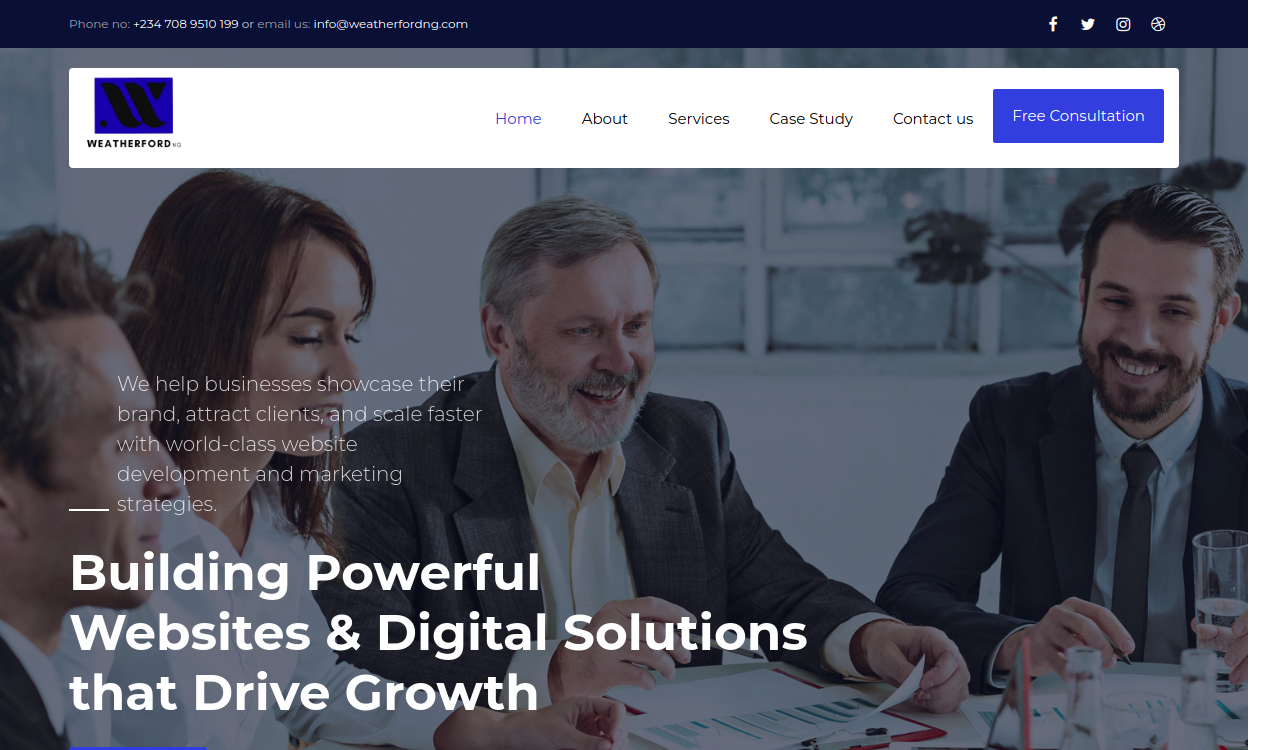 Phone no: +234 708 9510 199 or email us: info@weatherfordng.com
WEATHERFORDNG
Home About Services Case Study Contact us Free Consultation
We help businesses showcase their
brand, attract clients, and scale faster
with world-class website
development and marketing
strategies.
Building Powerful
Websites & Digital Solutions
that Drive Growth